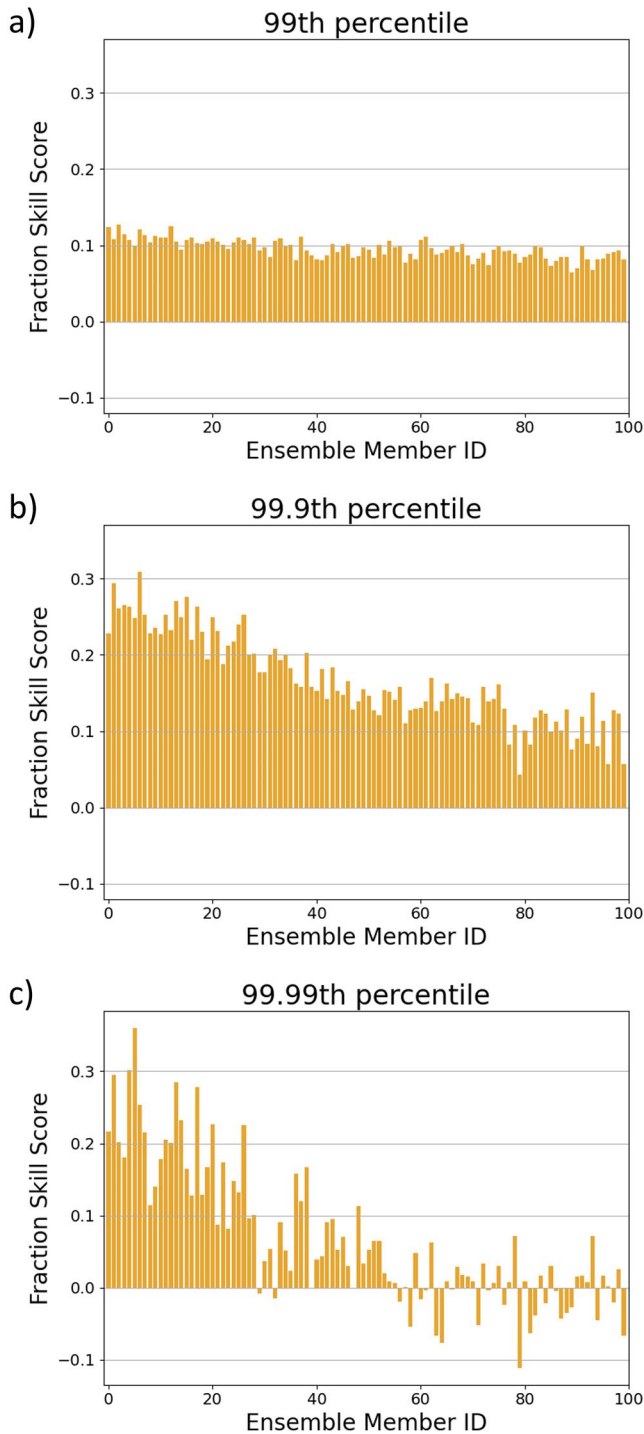 a)
99th percentile
0.3
0.2
0.1
0.0
−0.1
Fraction Skill Score
0 20 40 60 80 100
Ensemble Member ID
b)
99.9th percentile
0.3
0.2
0.1
0.0
−0.1
Fraction Skill Score
0 20 40 60 80 100
Ensemble Member ID
c)
99.99th percentile
0.3
0.2
0.1
0.0
−0.1
Fraction Skill Score
0 20 40 60 80 100
Ensemble Member ID